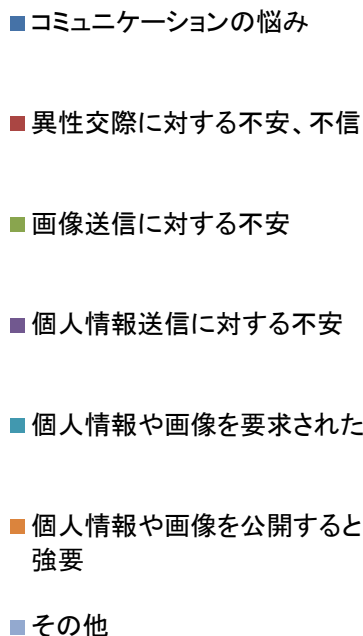 コミュニケーションの悩み
異性交際に対する不安、不信
画像送信に対する不安
個人情報送信に対する不安
個人情報や画像を要求された
個人情報や画像を公開すると
強要
その他